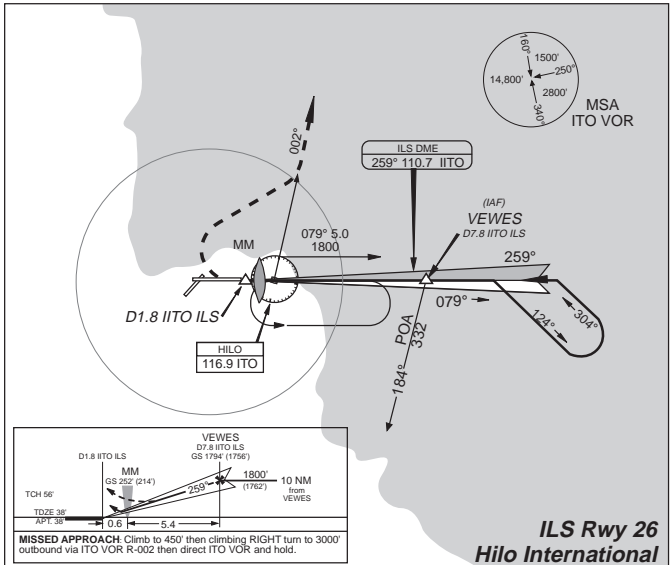 160°
1500'
250°
14,800'
2800'
340°
MSA
ITO VOR
002°
ILS DME
259° 110.7 IITO
(IAF)
VEWES
D7.8 IITO ILS
MM
079° 5.0
1800
259°
079°
D1.8 IITO ILS
POA
332
124°
304°
HILO
116.9 ITO
184°
VEWES
D7.8 IITO ILS
GS 1794' (1756')
D1.8 IITO ILS
MM
GS 252' (214')
1800'
(1762')
10 NM
from
VEWES
259°
TCH 56'
TDZE 38'
APT. 38'
0.6
5.4
MISSED APPROACH: Climb to 450' then climbing RIGHT turn to 3000'
outbound via ITO VOR R-002 then direct ITO VOR and hold.
ILS Rwy 26
Hilo International